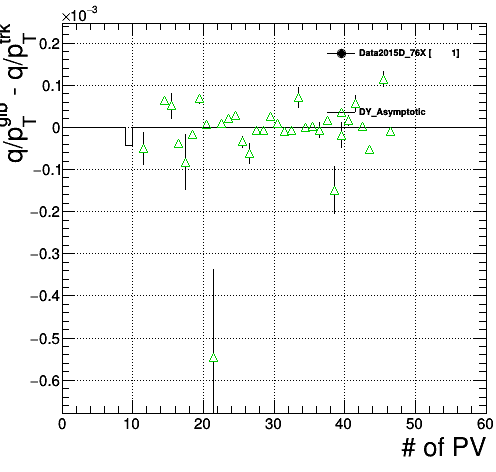 ×10⁻³
q/p_T^glb - q/p_T^trk
0.2
0.1
0
−0.1
−0.2
−0.3
−0.4
−0.5
−0.6
Data2015D_76X [ 1]
DY_Asymptotic
0 10 20 30 40 50 60
# of PV